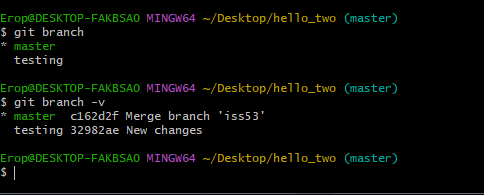 Erop@DESKTOP-FAKBSAO MINGW64 ~/Desktop/hello_two (master)
$ git branch
* master
  testing
Erop@DESKTOP-FAKBSAO MINGW64 ~/Desktop/hello_two (master)
$ git branch -v
* master  c162d2f Merge branch 'iss53'
  testing 32982ae New changes
Erop@DESKTOP-FAKBSAO MINGW64 ~/Desktop/hello_two (master)
$